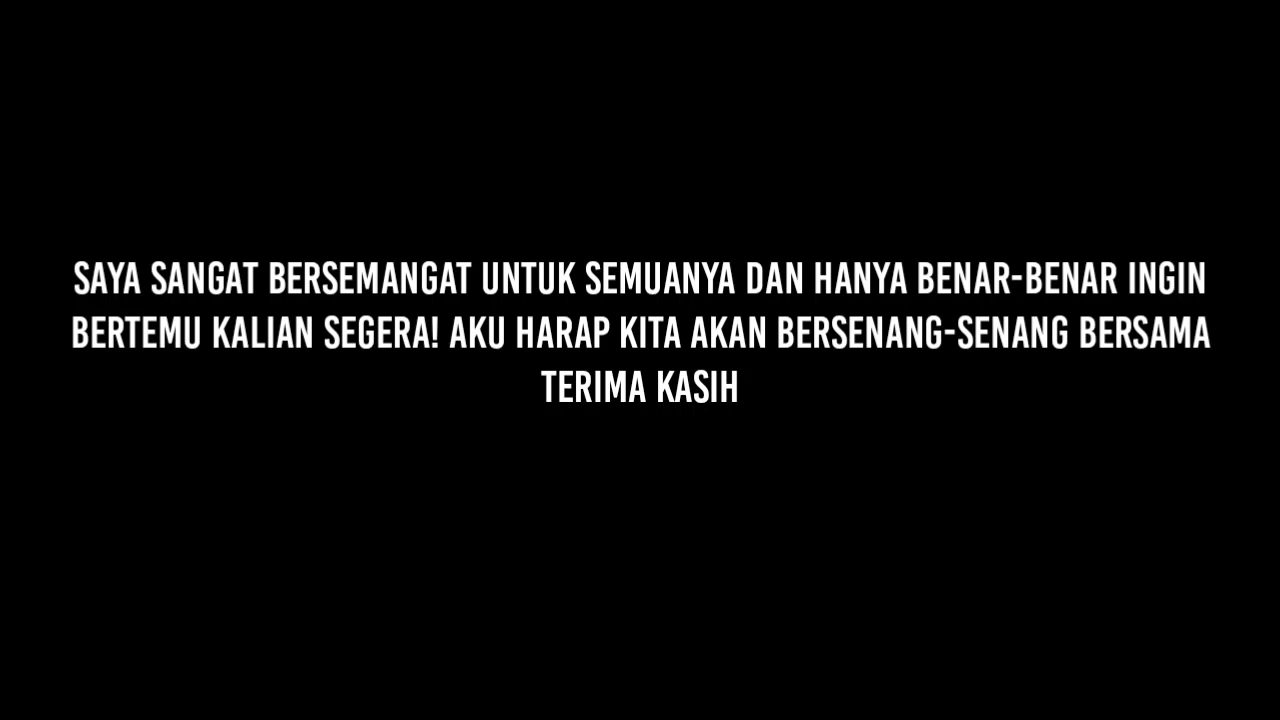 SAYA SANGAT BERSEMANGAT UNTUK SEMUANYA DAN HANYA BENAR-BENAR INGIN
BERTEMU KALIAN SEGERA! AKU HARAP KITA AKAN BERSENANG-SENANG BERSAMA
TERIMA KASIH